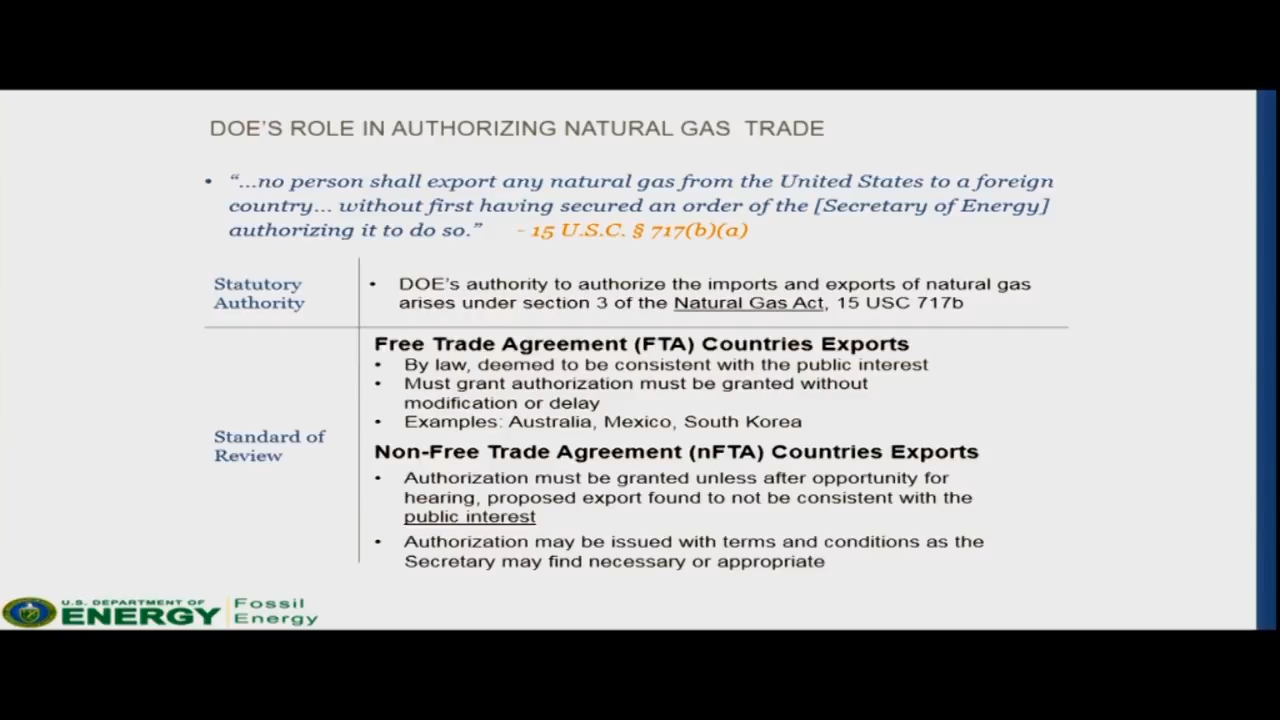 DOE'S ROLE IN AUTHORIZING NATURAL GAS TRADE
• “...no person shall export any natural gas from the United States to a foreign
country... without first having secured an order of the [Secretary of Energy]
authorizing it to do so.” - 15 U.S.C. § 717(b)(a)
Statutory
Authority
• DOE's authority to authorize the imports and exports of natural gas
arises under section 3 of the Natural Gas Act, 15 USC 717b
Standard of
Review
Free Trade Agreement (FTA) Countries Exports
• By law, deemed to be consistent with the public interest
• Must grant authorization must be granted without
modification or delay
• Examples: Australia, Mexico, South Korea
Non-Free Trade Agreement (nFTA) Countries Exports
• Authorization must be granted unless after opportunity for
hearing, proposed export found to not be consistent with the
public interest
• Authorization may be issued with terms and conditions as the
Secretary may find necessary or appropriate
U.S. DEPARTMENT OF
ENERGY
Fossil
Energy